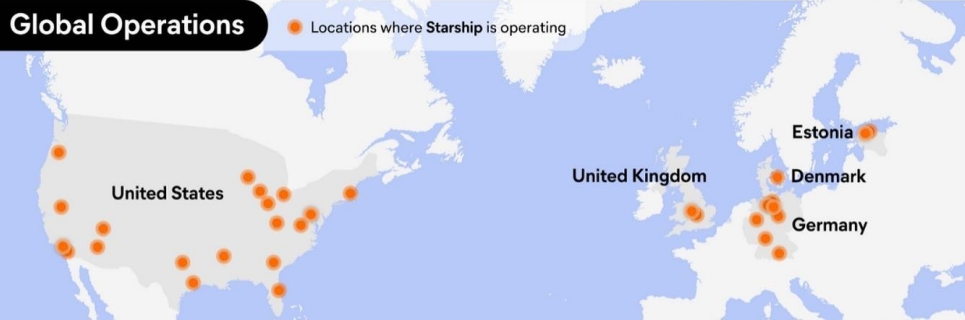 Global Operations
Locations where Starship is operating
Estonia
United Kingdom
Denmark
United States
Germany